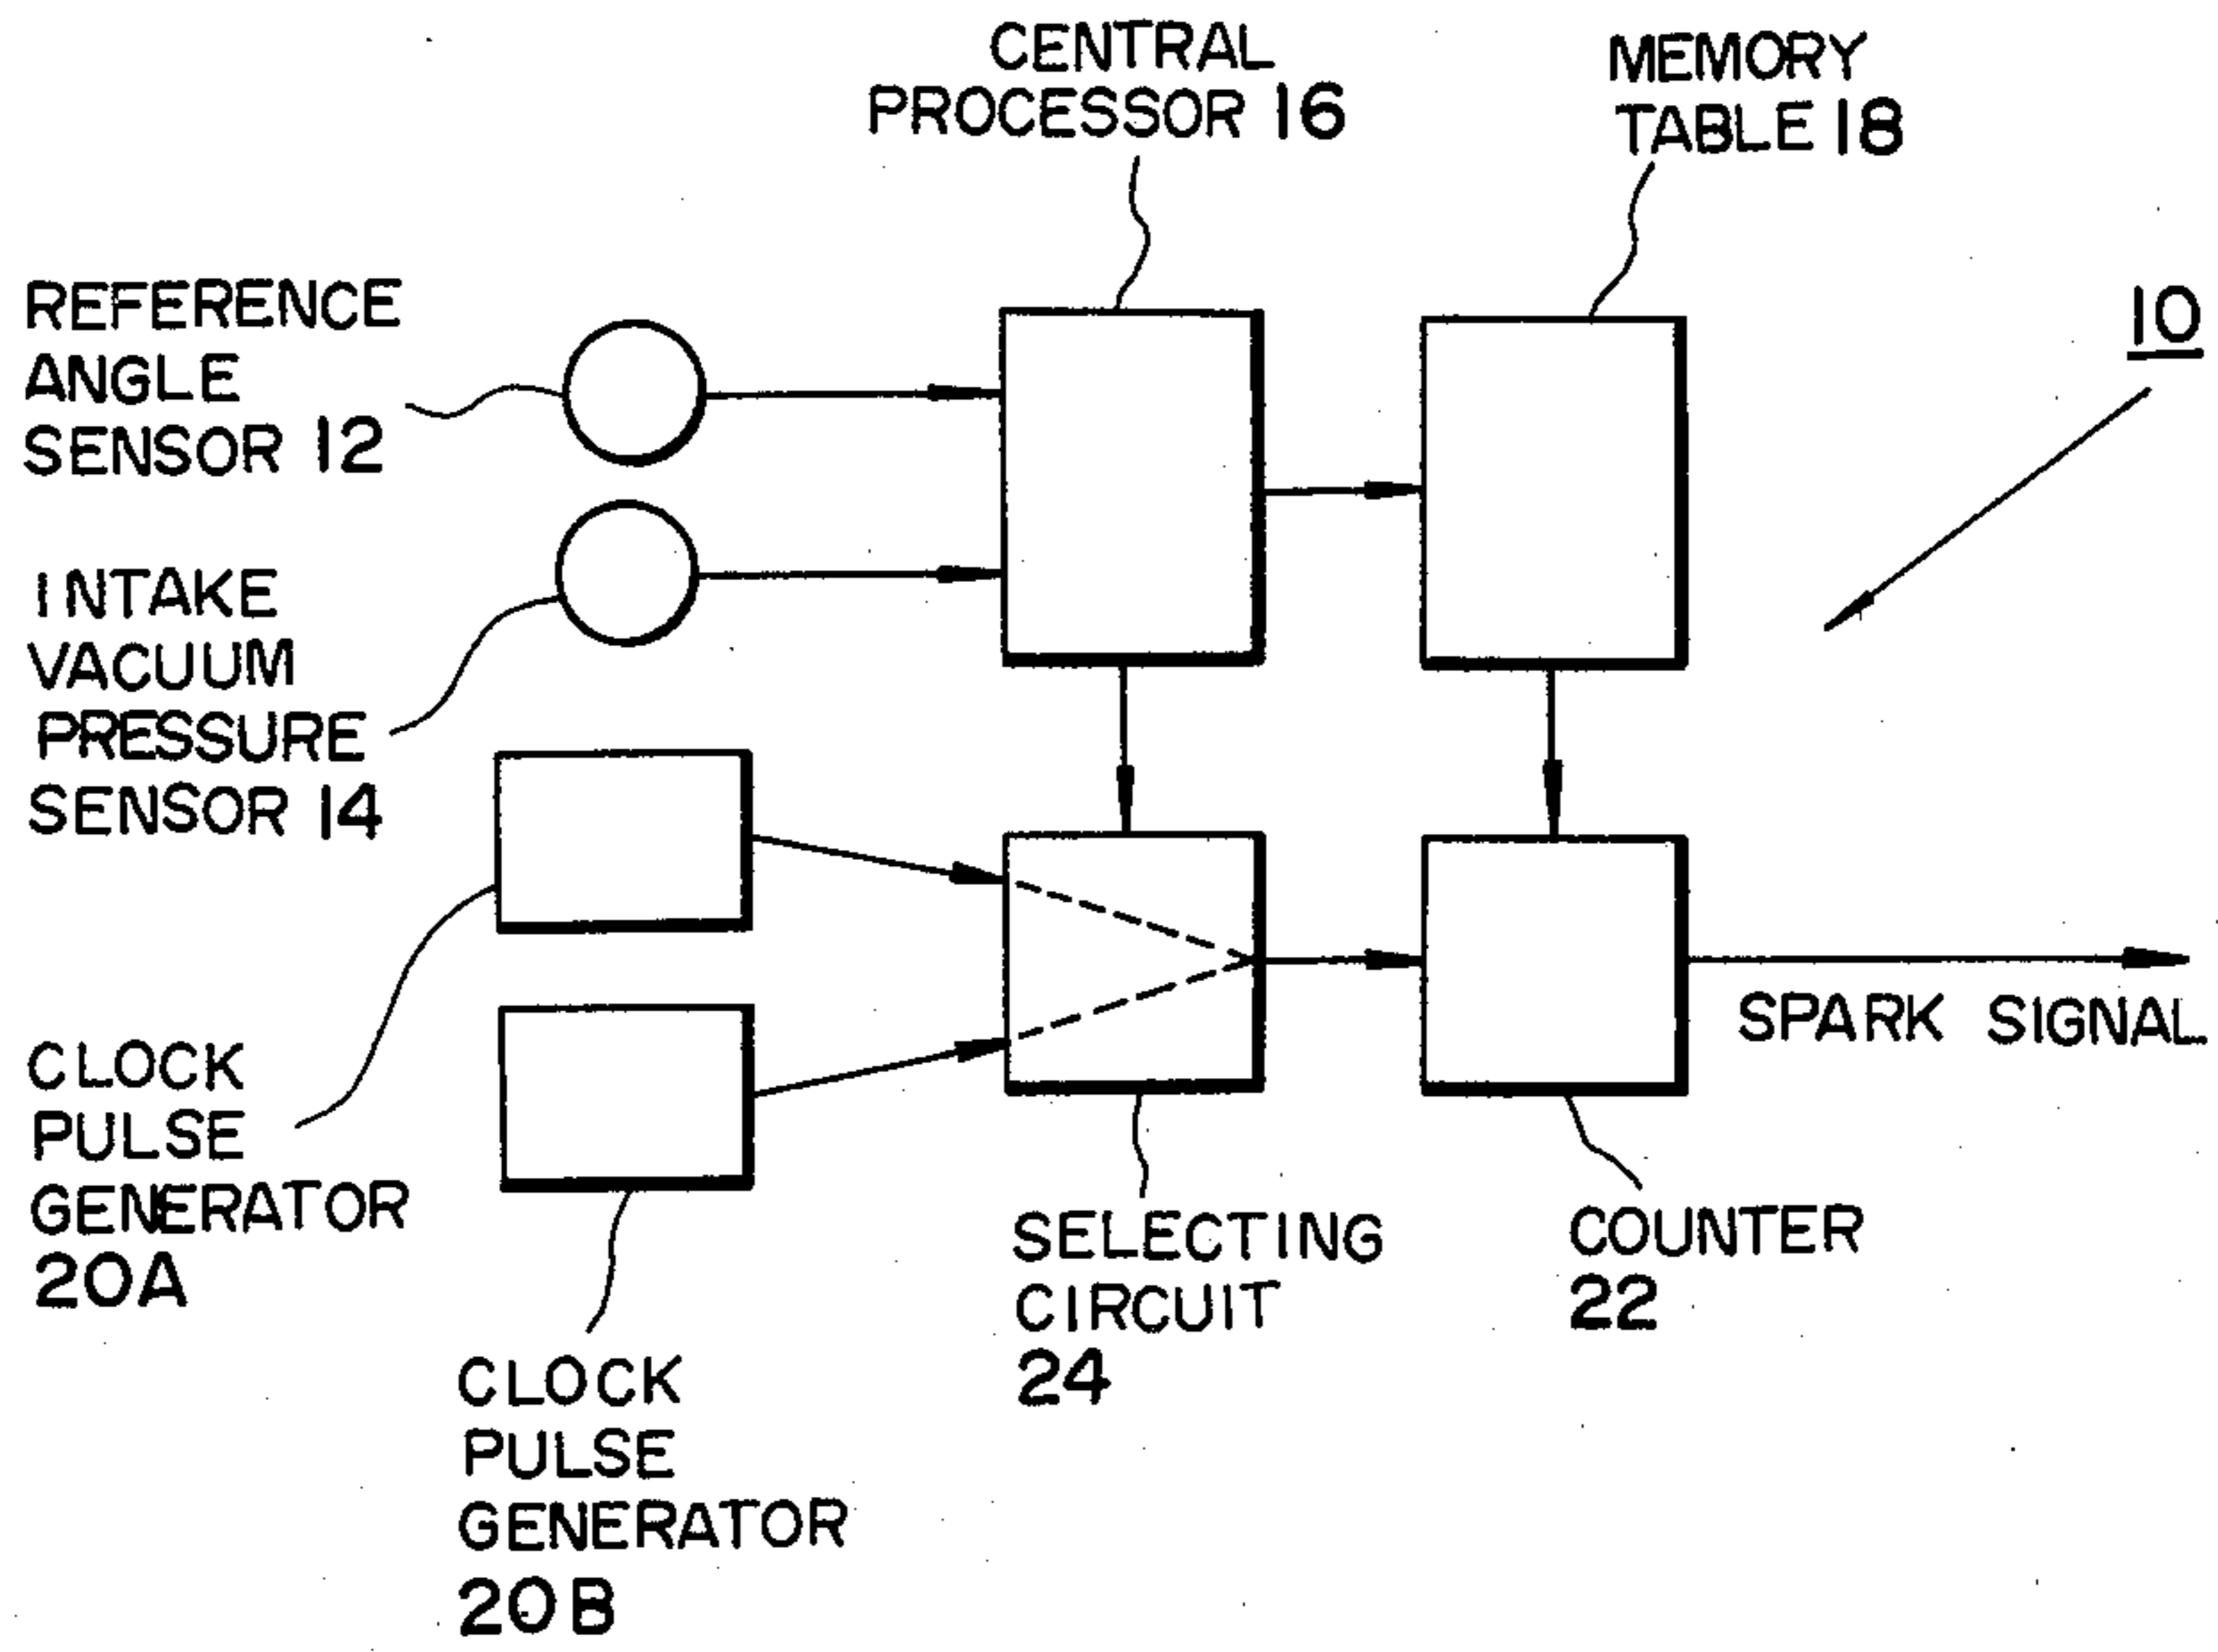 CENTRAL
PROCESSOR 16
MEMORY
TABLE 18
REFERENCE
ANGLE
SENSOR 12
10
INTAKE
VACUUM
PRESSURE
SENSOR 14
SPARK SIGNAL
CLOCK
PULSE
GENERATOR
20A
SELECTING
CIRCUIT
24
COUNTER
22
CLOCK
PULSE
GENERATOR
20B